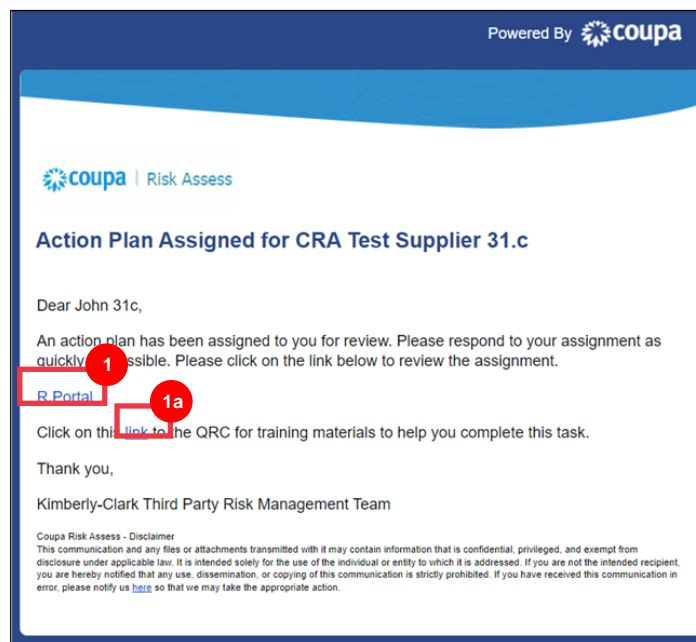 Powered By coupa
coupa | Risk Assess
Action Plan Assigned for CRA Test Supplier 31.c
Dear John 31c,
An action plan has been assigned to you for review. Please respond to your assignment as
quickly ssible. Please click on the link below to review the assignment.
1
R Portal
1a
Click on this link to the QRC for training materials to help you complete this task.
Thank you,
Kimberly-Clark Third Party Risk Management Team
Coupa Risk Assess - Disclaimer
This communication and any files or attachments transmitted with it may contain information that is confidential, privileged, and exempt from
disclosure under applicable law. It is intended solely for the use of the individual or entity to which it is addressed. If you are not the intended recipient,
you are hereby notified that any use, dissemination, or copying of this communication is strictly prohibited. If you have received this communication in
error, please notify us here so that we may take the appropriate action.